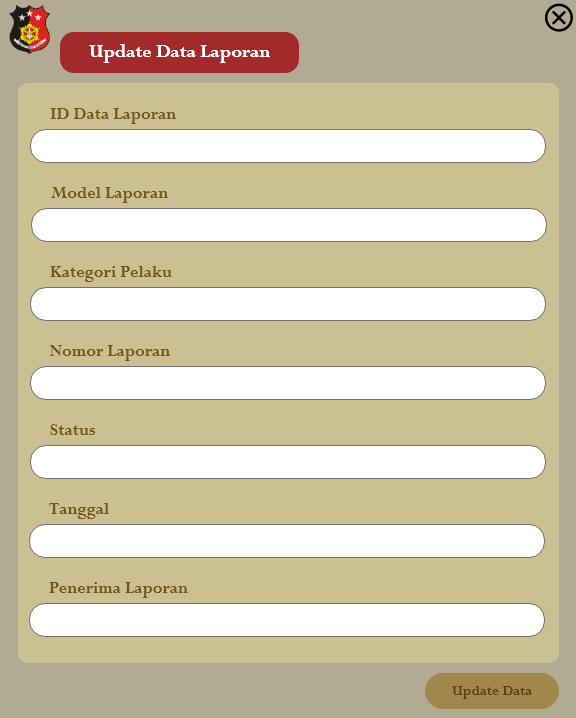 Update Data Laporan
ID Data Laporan
Model Laporan
Kategori Pelaku
Nomor Laporan
Status
Tanggal
Penerima Laporan
Update Data